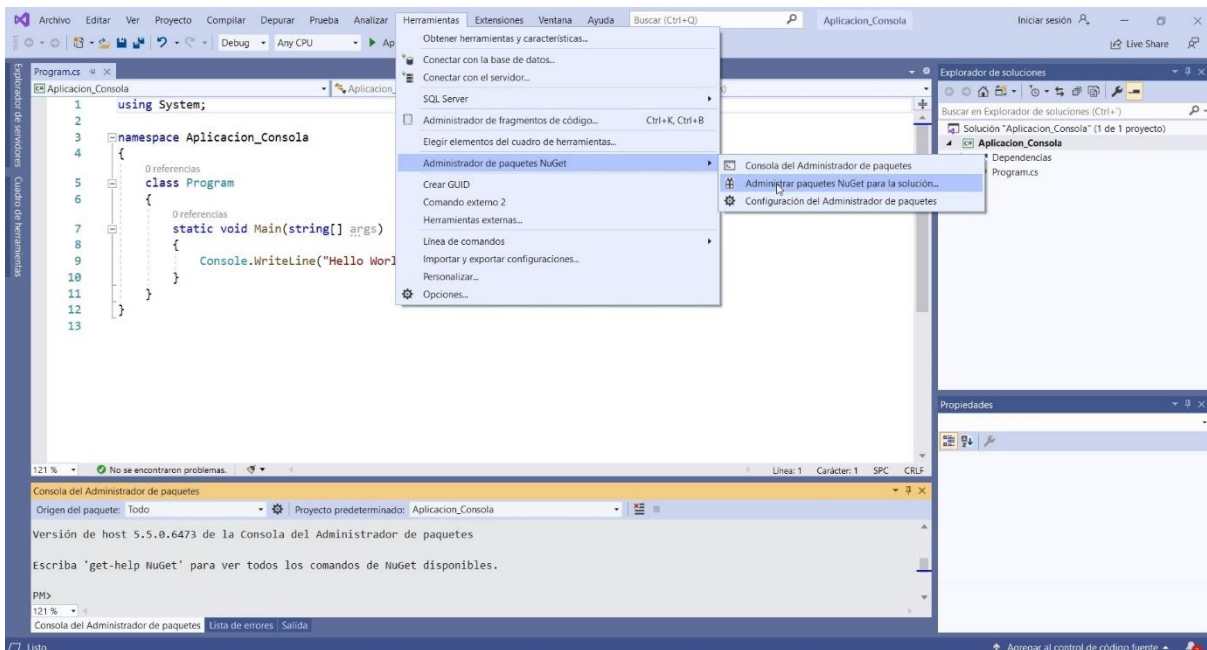 Archivo Editar Ver Proyecto Compilar Depurar Prueba Analizar Herramientas Extensiones Ventana Ayuda Buscar (Ctrl+Q) Aplicacion_Consola Iniciar sesión
Debug Any CPU Ap Live Share
Explorador de servidores
Cuadro de herramientas
Program.cs
Aplicacion_Consola Aplicacion_
1 using System;
2
3 namespace Aplicacion_Consola
4 {
0 referencias
5 class Program
6 {
0 referencias
7 static void Main(string[] args)
8 {
9 Console.WriteLine("Hello Worl
10 }
11 }
12 }
13
Obtener herramientas y características...
Conectar con la base de datos...
Conectar con el servidor...
SQL Server
Administrador de fragmentos de código... Ctrl+K, Ctrl+B
Elegir elementos del cuadro de herramientas...
Administrador de paquetes NuGet
Crear GUID
Comando externo 2
Herramientas externas...
Línea de comandos
Importar y exportar configuraciones...
Personalizar...
Opciones...
Consola del Administrador de paquetes
Administrar paquetes NuGet para la solución...
Configuración del Administrador de paquetes
Explorador de soluciones
Buscar en Explorador de soluciones (Ctrl+´)
Solución "Aplicacion_Consola" (1 de 1 proyecto)
Aplicacion_Consola
Dependencias
Program.cs
Propiedades
121 % No se encontraron problemas. Línea: 1 Carácter: 1 SPC CRLF
Consola del Administrador de paquetes
Origen del paquete: Todo Proyecto predeterminado: Aplicacion_Consola
Versión de host 5.5.0.6473 de la Consola del Administrador de paquetes
Escriba 'get-help NuGet' para ver todos los comandos de NuGet disponibles.
PM>
121 %
Consola del Administrador de paquetes Lista de errores Salida
Listo Agregar al control de código fuente